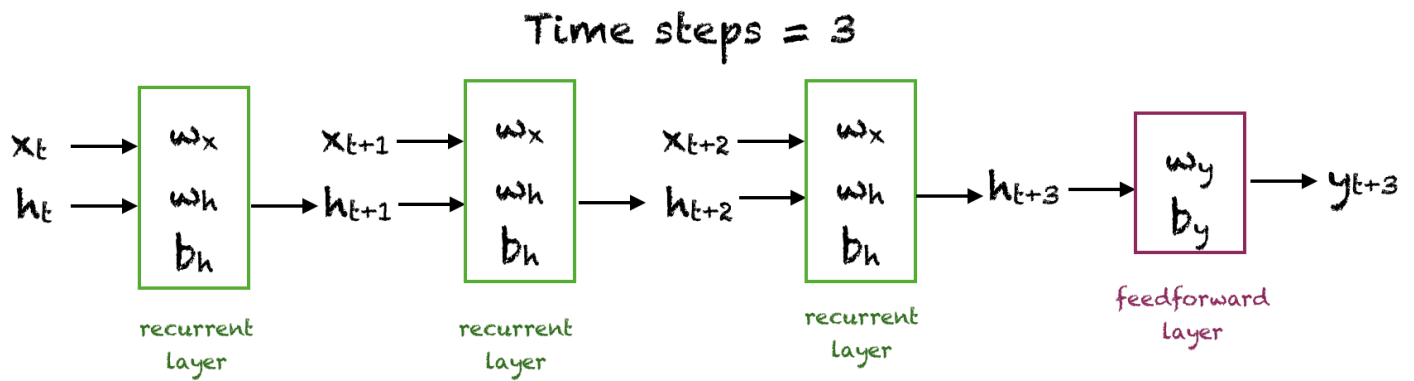 Time steps = 3
xt
ht
wx
wh
bh
recurrent
layer
xt+1
ht+1
wx
wh
bh
recurrent
layer
xt+2
ht+2
wx
wh
bh
recurrent
layer
ht+3
wy
by
feedforward
layer
yt+3